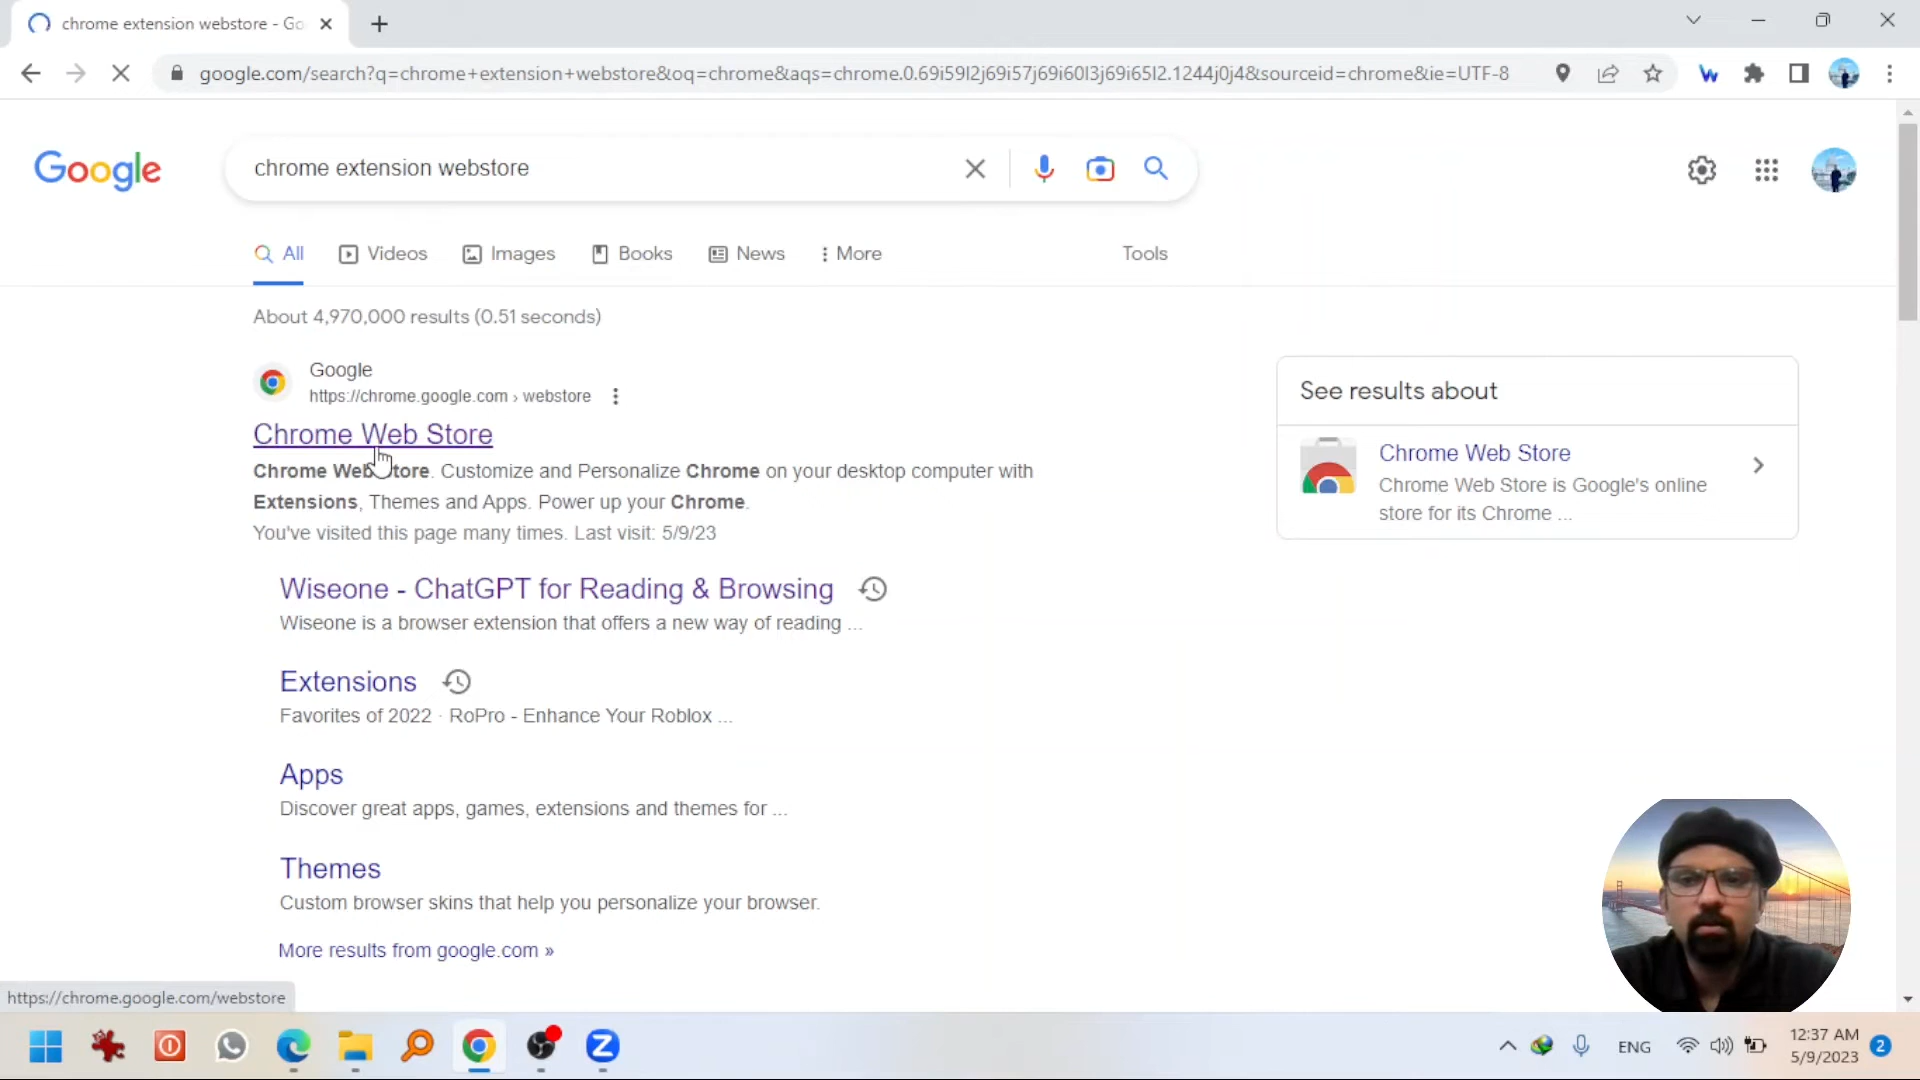 chrome extension webstore - Go
google.com/search?q=chrome+extension+webstore&oq=chrome&aqs=chrome.0.69i59l2j69i57j69i60l3j69i65l2.1244j0j4&sourceid=chrome&ie=UTF-8
Google
chrome extension webstore
All Videos Images Books News More Tools
About 4,970,000 results (0.51 seconds)
Google
https://chrome.google.com › webstore
Chrome Web Store
Chrome Web Store. Customize and Personalize Chrome on your desktop computer with
Extensions, Themes and Apps. Power up your Chrome.
You've visited this page many times. Last visit: 5/9/23
Wiseone - ChatGPT for Reading & Browsing
Wiseone is a browser extension that offers a new way of reading ...
Extensions
Favorites of 2022 · RoPro - Enhance Your Roblox ...
Apps
Discover great apps, games, extensions and themes for ...
Themes
Custom browser skins that help you personalize your browser.
More results from google.com »
See results about
Chrome Web Store
Chrome Web Store is Google's online
store for its Chrome ...
https://chrome.google.com/webstore
ENG
12:37 AM
5/9/2023
2